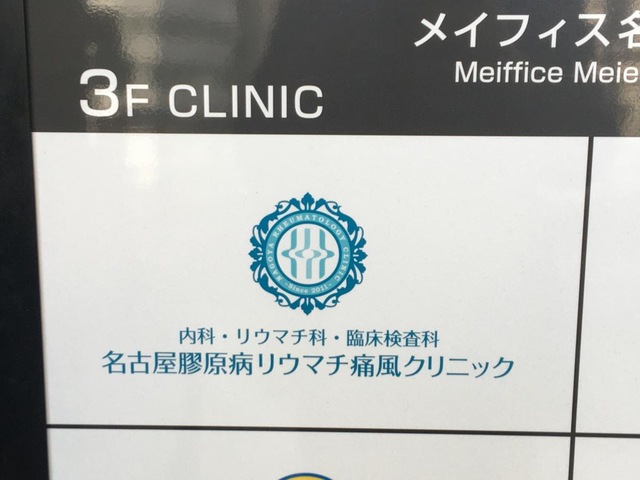 メイフィス名
Meiffice Meie
3F CLINIC
NAGOYA RHEUMATOLOGY CLINIC
Since 2011
内科・リウマチ科・臨床検査科
名古屋膠原病リウマチ痛風クリニック